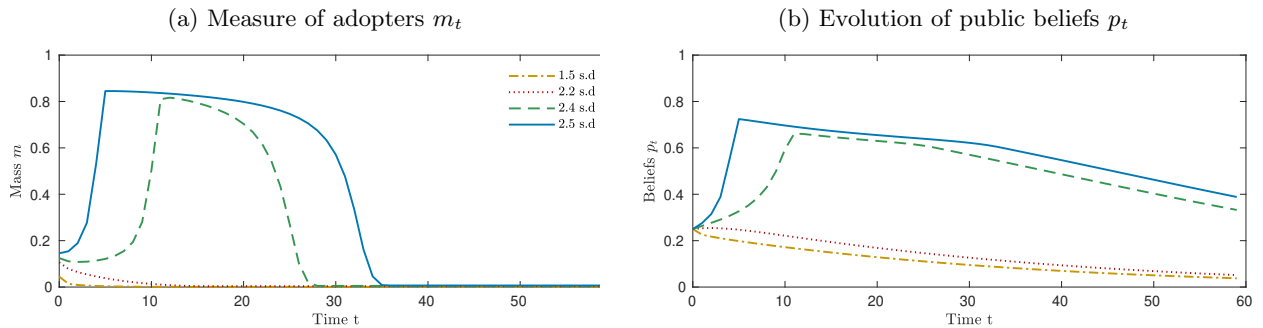 (a) Measure of adopters m_t
(b) Evolution of public beliefs p_t
1
0.8
0.6
0.4
0.2
0
Mass m
0 10 20 30 40 50
Time t
1.5 s.d
2.2 s.d
2.4 s.d
2.5 s.d
1
0.8
0.6
0.4
0.2
0
Beliefs p_t
0 10 20 30 40 50 60
Time t